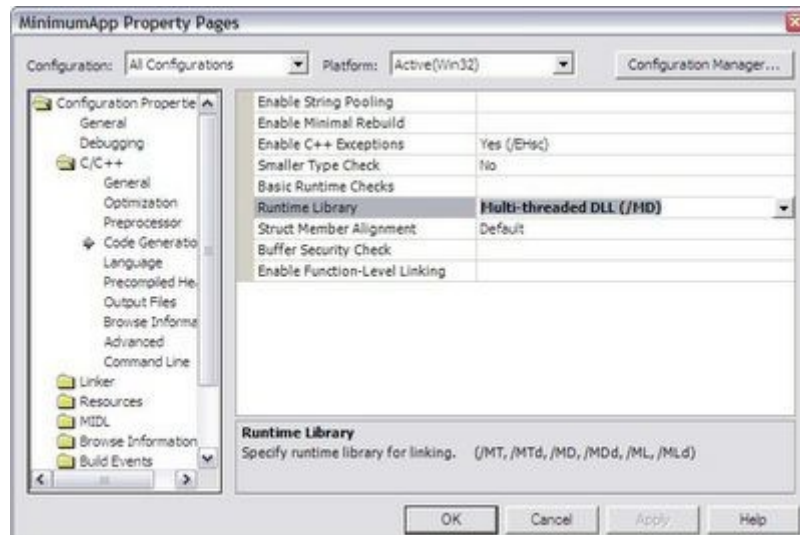 MinimumApp Property Pages
Configuration: All Configurations Platform: Active(Win32) Configuration Manager...
Configuration Propertie
General
Debugging
C/C++
General
Optimization
Preprocessor
Code Generatio
Language
Precompiled He
Output Files
Browse Informa
Advanced
Command Line
Linker
Resources
MIDL
Browse Information
Build Events
Enable String Pooling
Enable Minimal Rebuild
Enable C++ Exceptions Yes (/EHsc)
Smaller Type Check No
Basic Runtime Checks
Runtime Library Multi-threaded DLL (/MD)
Struct Member Alignment Default
Buffer Security Check
Enable Function-Level Linking
Runtime Library
Specify runtime library for linking. (/MT, /MTd, /MD, /MDd, /ML, /MLd)
OK Cancel Apply Help